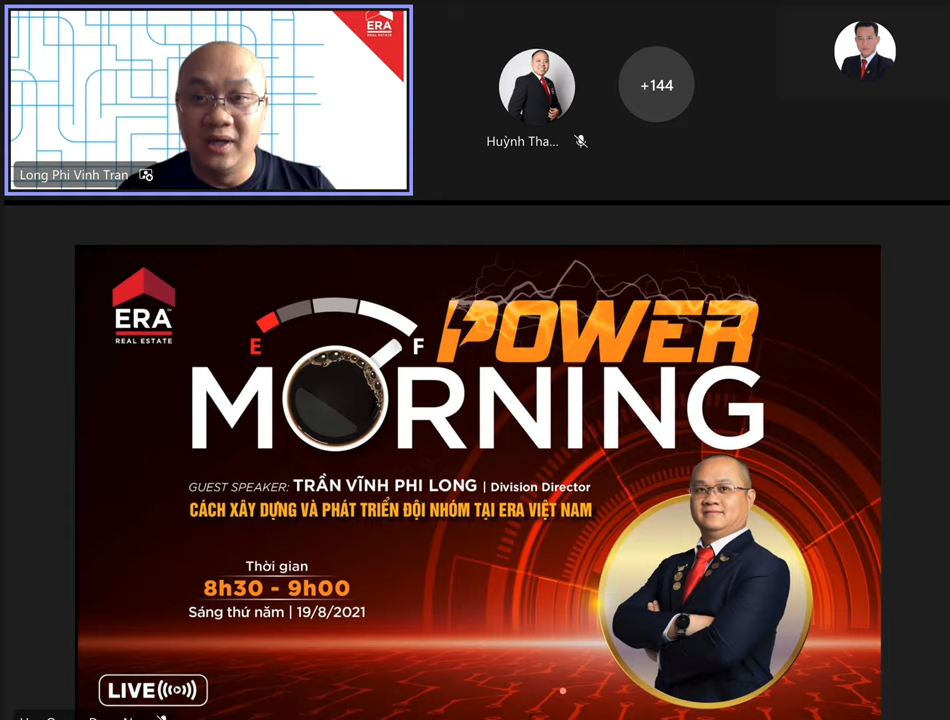 ERA
REAL ESTATE
Long Phi Vinh Tran
Huỳnh Tha...
+144
ERA
REAL ESTATE
E
F
POWER
MORNING
GUEST SPEAKER: TRẦN VĨNH PHI LONG | Division Director
CÁCH XÂY DỰNG VÀ PHÁT TRIỂN ĐỘI NHÓM TẠI ERA VIỆT NAM
Thời gian
8h30 - 9h00
Sáng thứ năm | 19/8/2021
LIVE